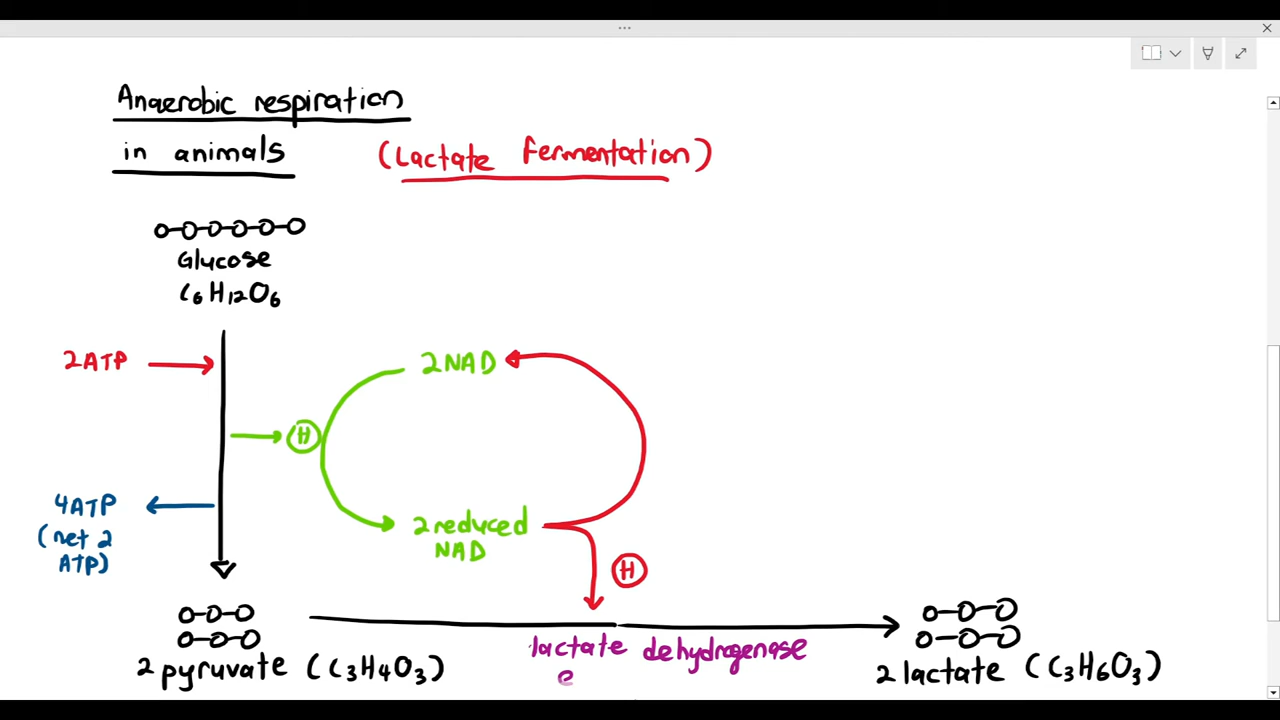 Anaerobic respiration
in animals (Lactate fermentation)
Glucose
C6H12O6
2ATP
2NAD
H
4ATP
(net 2
ATP)
2 reduced
NAD
H
2 pyruvate (C3H4O3)
lactate dehydrogenase
e
2 lactate (C3H6O3)